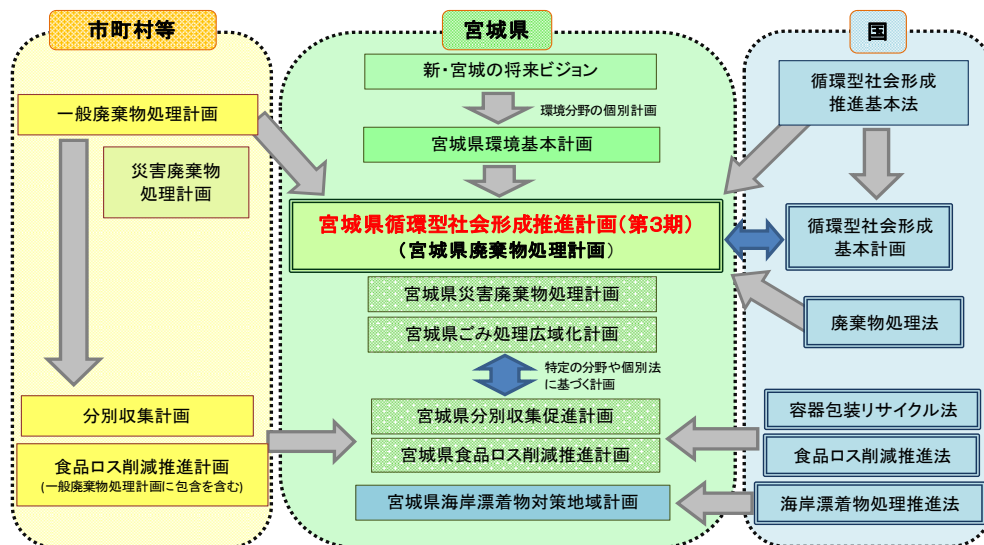 市町村等
一般廃棄物処理計画
災害廃棄物
処理計画
分別収集計画
食品ロス削減推進計画
(一般廃棄物処理計画に包含を含む)
宮城県
新・宮城の将来ビジョン
環境分野の個別計画
宮城県環境基本計画
宮城県循環型社会形成推進計画(第3期)
(宮城県廃棄物処理計画)
宮城県災害廃棄物処理計画
宮城県ごみ処理広域化計画
特定の分野や個別法
に基づく計画
宮城県分別収集促進計画
宮城県食品ロス削減推進計画
宮城県海岸漂着物対策地域計画
国
循環型社会形成
推進基本法
循環型社会形成
基本計画
廃棄物処理法
容器包装リサイクル法
食品ロス削減推進法
海岸漂着物処理推進法